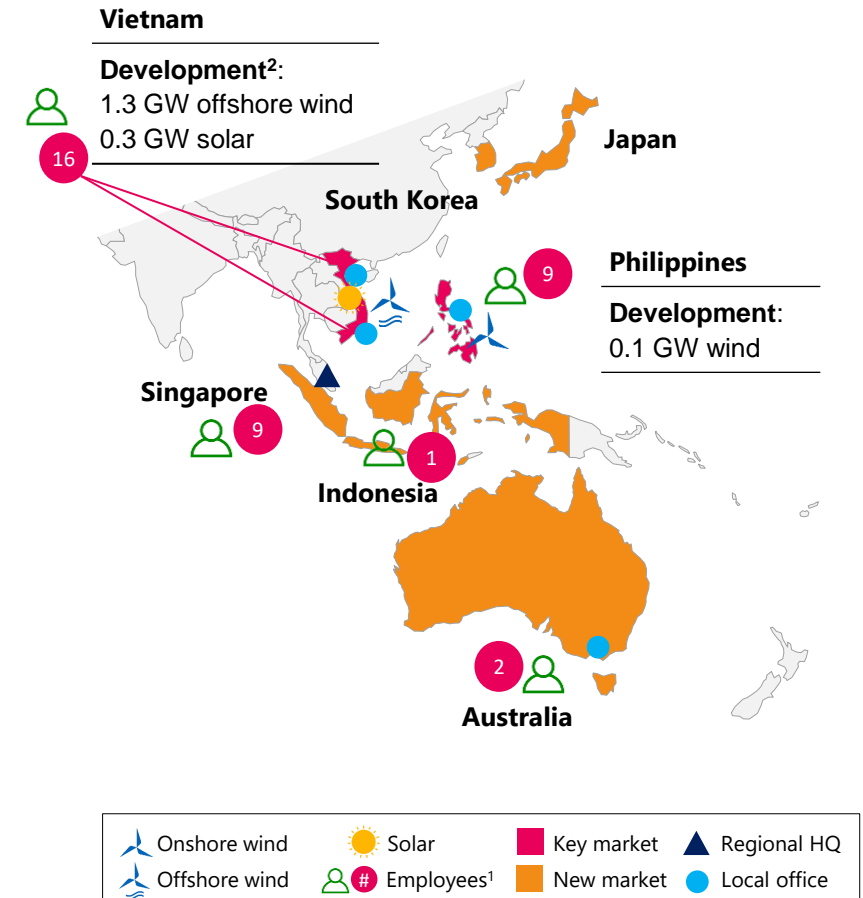 Vietnam
Development²:
1.3 GW offshore wind
0.3 GW solar
16
Japan
South Korea
9
Philippines
Development:
0.1 GW wind
Singapore
9
1
Indonesia
2
Australia
Onshore wind
Solar
Key market
Regional HQ
Offshore wind
# Employees¹
New market
Local office